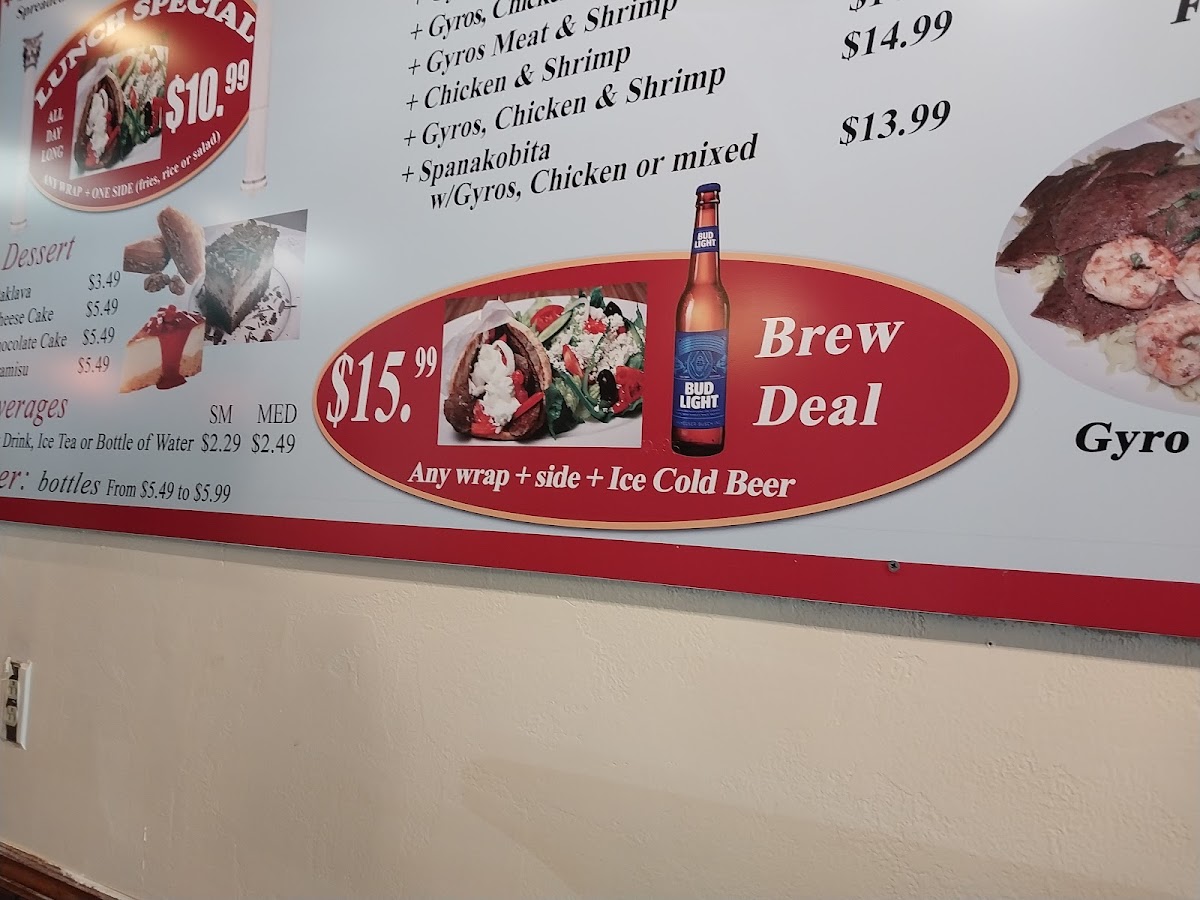 LUNCH SPECIAL
ALL
DAY
LONG
$10.99
ANY WRAP + ONE SIDE (fries, rice or salad)
+ Gyros,
+ Gyros Meat & Shrimp
+ Chicken & Shrimp
$14.99
+ Gyros, Chicken & Shrimp
+ Spanakobita
$13.99
w/Gyros, Chicken or mixed
Dessert
$3.49
Cake $5.49
Cake $5.49
$5.49
SM MED
Drink, Ice Tea or Bottle of Water $2.29 $2.49
bottles From $5.49 to $5.99
$15.99
BUD
LIGHT
BUD
LIGHT
Brew
Deal
Any wrap + side + Ice Cold Beer
Gyro